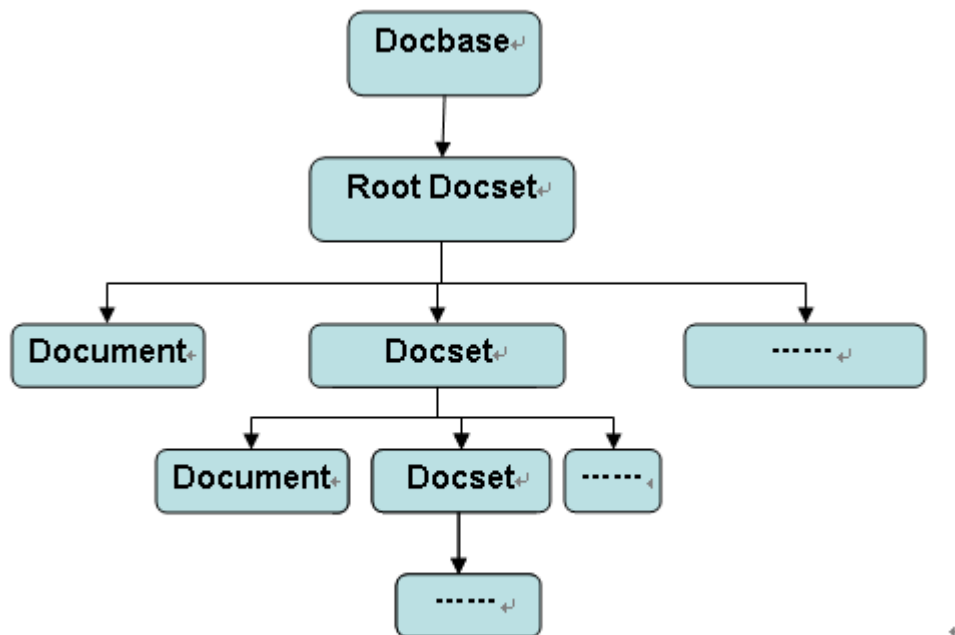 Docbase
Root Docset
Document
Docset
------
Document
Docset
------
------